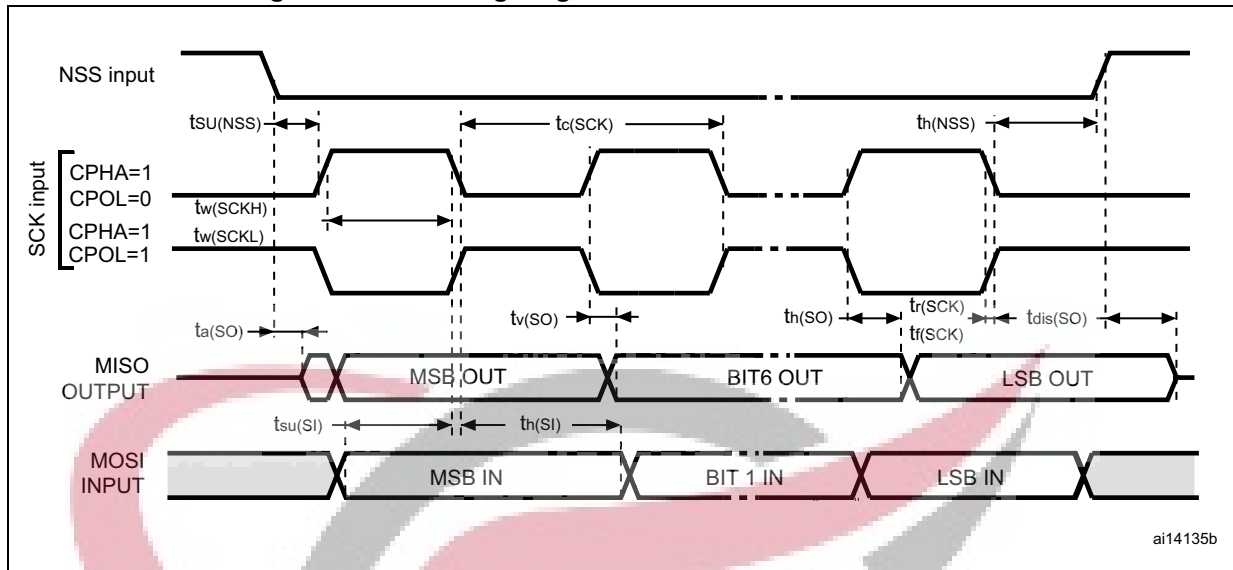 NSS input
tSU(NSS)
tc(SCK)
th(NSS)
SCK input
CPHA=1
CPOL=0
tw(SCKH)
CPHA=1
tw(SCKL)
CPOL=1
ta(SO)
tv(SO)
th(SO)
tr(SCK)
tf(SCK)
tdis(SO)
MISO
OUTPUT
MSB OUT
BIT6 OUT
LSB OUT
tsu(SI)
th(SI)
MOSI
INPUT
MSB IN
BIT 1 IN
LSB IN
ai14135b